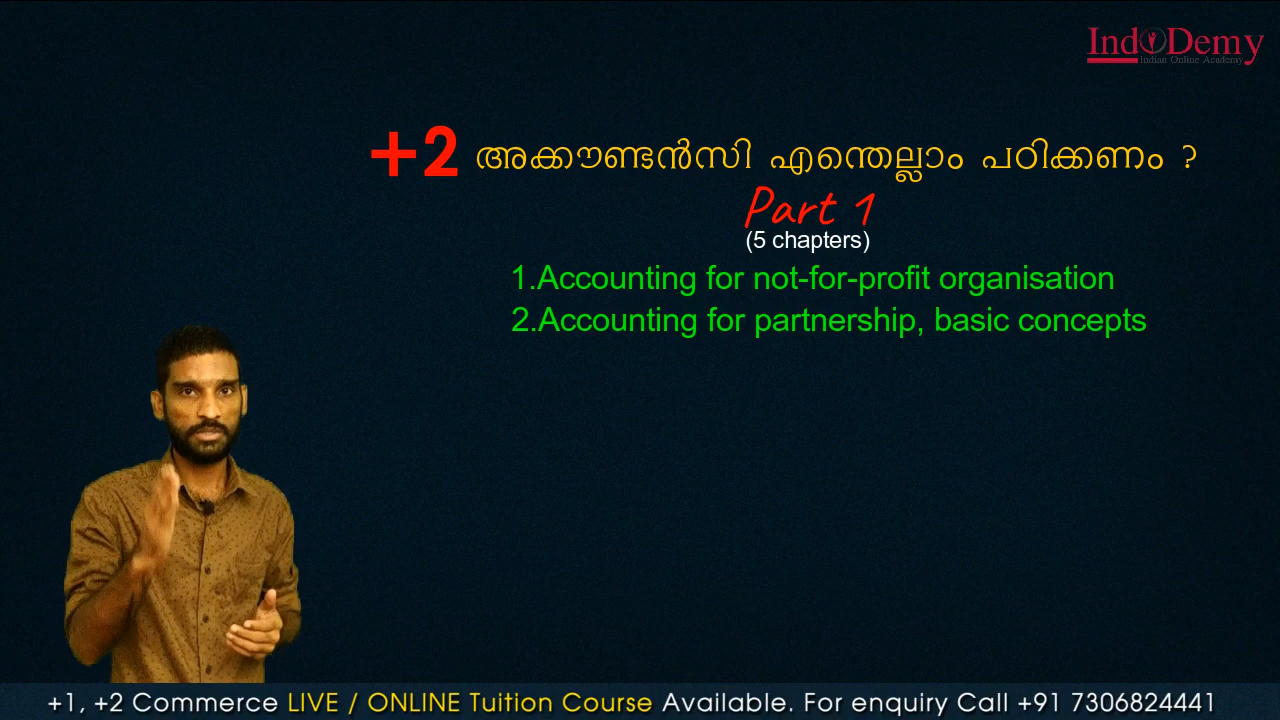 IndoDemy
Indian Online Academy
+2 അക്കൗണ്ടൻസി എന്തെല്ലാം പഠിക്കണം ?
Part 1
(5 chapters)
1.Accounting for not-for-profit organisation
2.Accounting for partnership, basic concepts
+1, +2 Commerce LIVE / ONLINE Tuition Course Available. For enquiry Call +91 7306824441